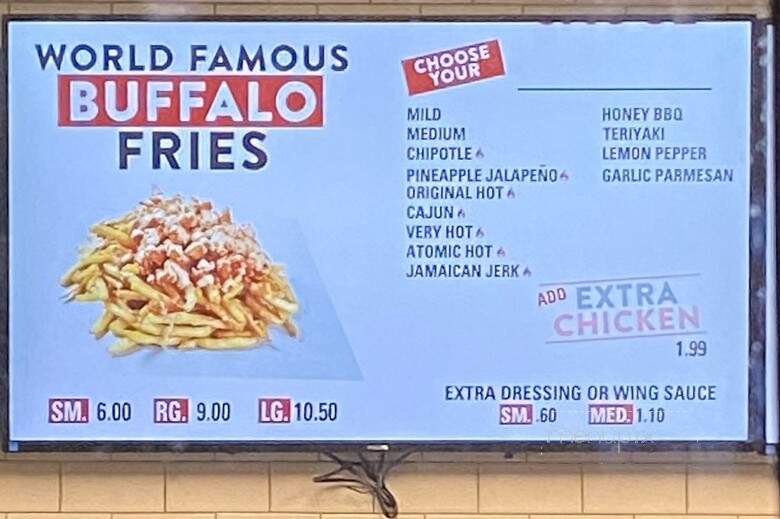 WORLD FAMOUS
BUFFALO
FRIES
SM. 6.00 RG. 9.00 LG. 10.50
CHOOSE
YOUR
MILD
MEDIUM
CHIPOTLE
PINEAPPLE JALAPEÑO
ORIGINAL HOT
CAJUN
VERY HOT
ATOMIC HOT
JAMAICAN JERK
HONEY BBQ
TERIYAKI
LEMON PEPPER
GARLIC PARMESAN
ADD EXTRA
CHICKEN
1.99
EXTRA DRESSING OR WING SAUCE
SM. .60 MED. 1.10